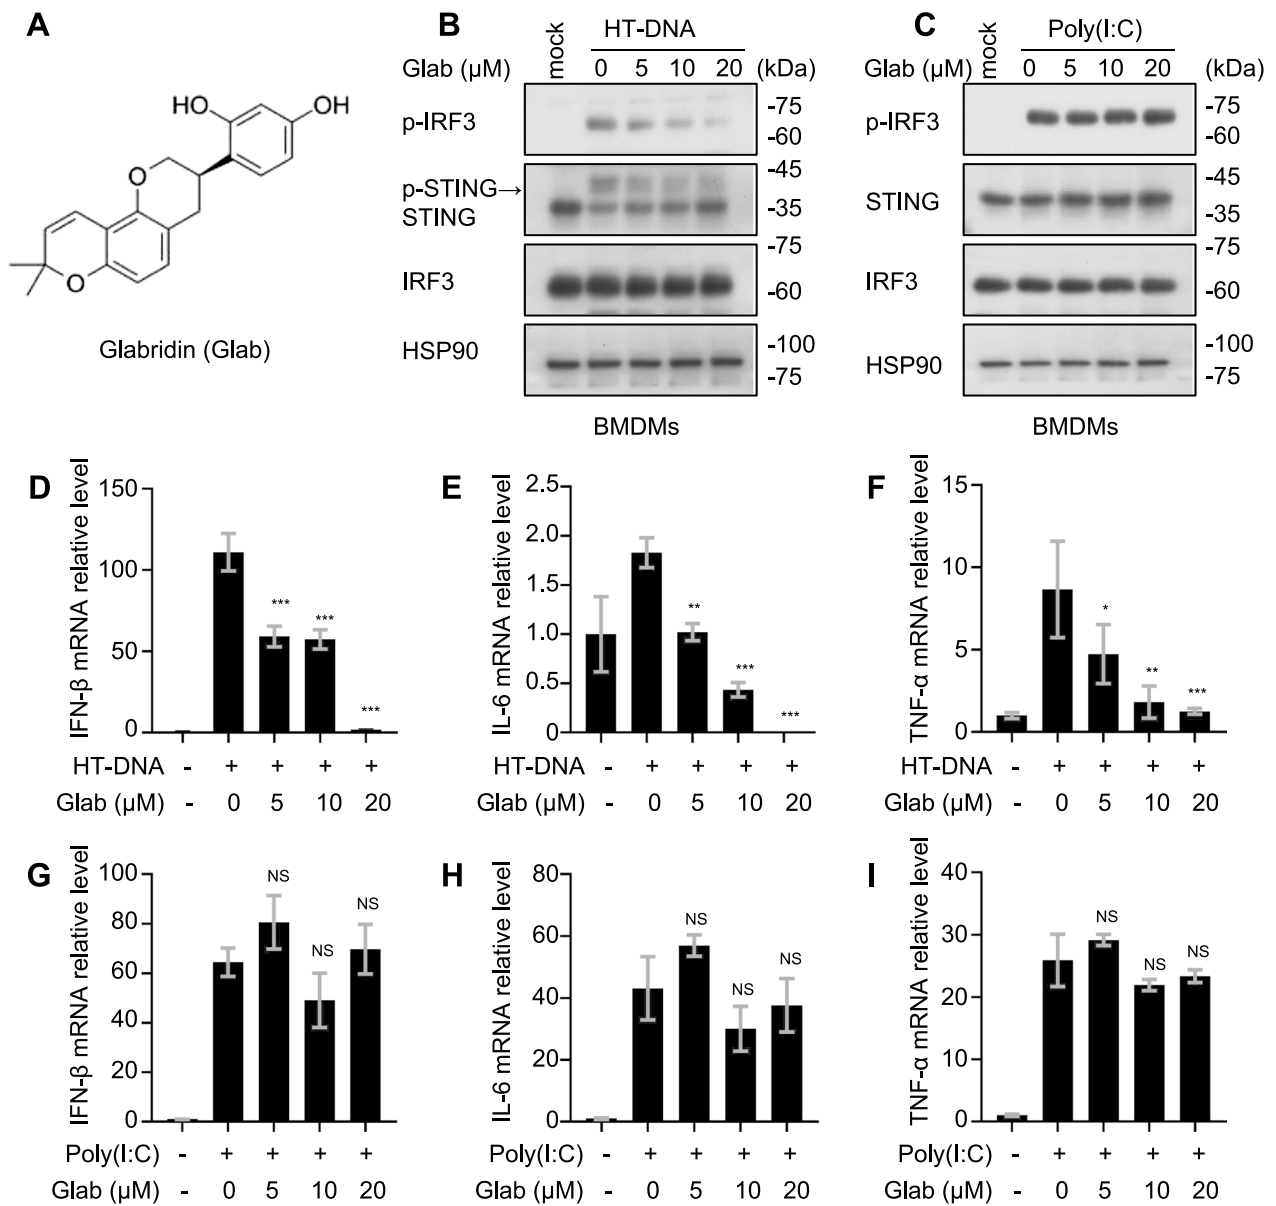 A
HO
OH
O
O
Glabridin (Glab)
B
mock
HT-DNA
Glab (μM) 0 5 10 20 (kDa)
p-IRF3
-75
-60
p-STING→
STING
-45
-35
IRF3
-75
-60
HSP90
-100
-75
BMDMs
C
mock
Poly(I:C)
Glab (μM) 0 5 10 20 (kDa)
p-IRF3
-75
-60
STING
-45
-35
IRF3
-75
-60
HSP90
-100
-75
BMDMs
D
IFN-β mRNA relative level
150
100
50
0
*** *** ***
HT-DNA - + + + +
Glab (μM) - 0 5 10 20
E
IL-6 mRNA relative level
2.5
2.0
1.5
1.0
0.5
0
** *** ***
HT-DNA - + + + +
Glab (μM) - 0 5 10 20
F
TNF-α mRNA relative level
15
10
5
0
* ** ***
HT-DNA - + + + +
Glab (μM) - 0 5 10 20
G
IFN-β mRNA relative level
100
80
60
40
20
0
NS NS NS
Poly(I:C) - + + + +
Glab (μM) - 0 5 10 20
H
IL-6 mRNA relative level
80
60
40
20
0
NS NS NS
Poly(I:C) - + + + +
Glab (μM) - 0 5 10 20
I
TNF-α mRNA relative level
40
30
20
10
0
NS NS NS
Poly(I:C) - + + + +
Glab (μM) - 0 5 10 20